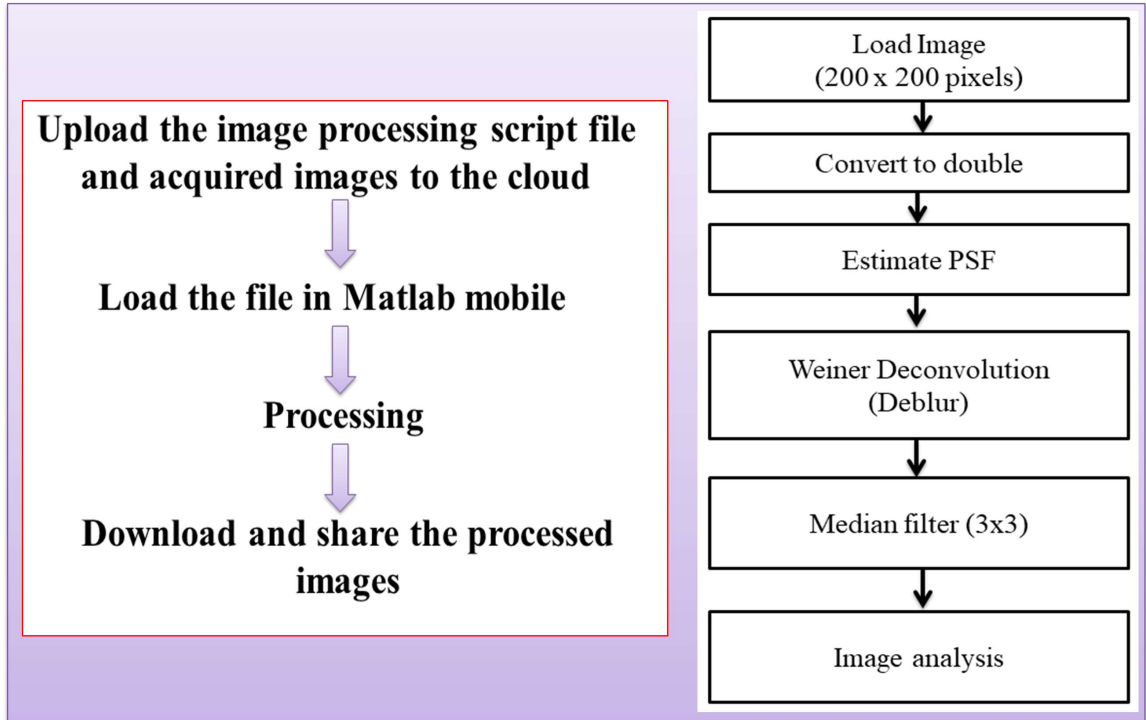 Upload the image processing script file
and acquired images to the cloud
Load the file in Matlab mobile
Processing
Download and share the processed
images
Load Image
(200 x 200 pixels)
Convert to double
Estimate PSF
Weiner Deconvolution
(Deblur)
Median filter (3x3)
Image analysis